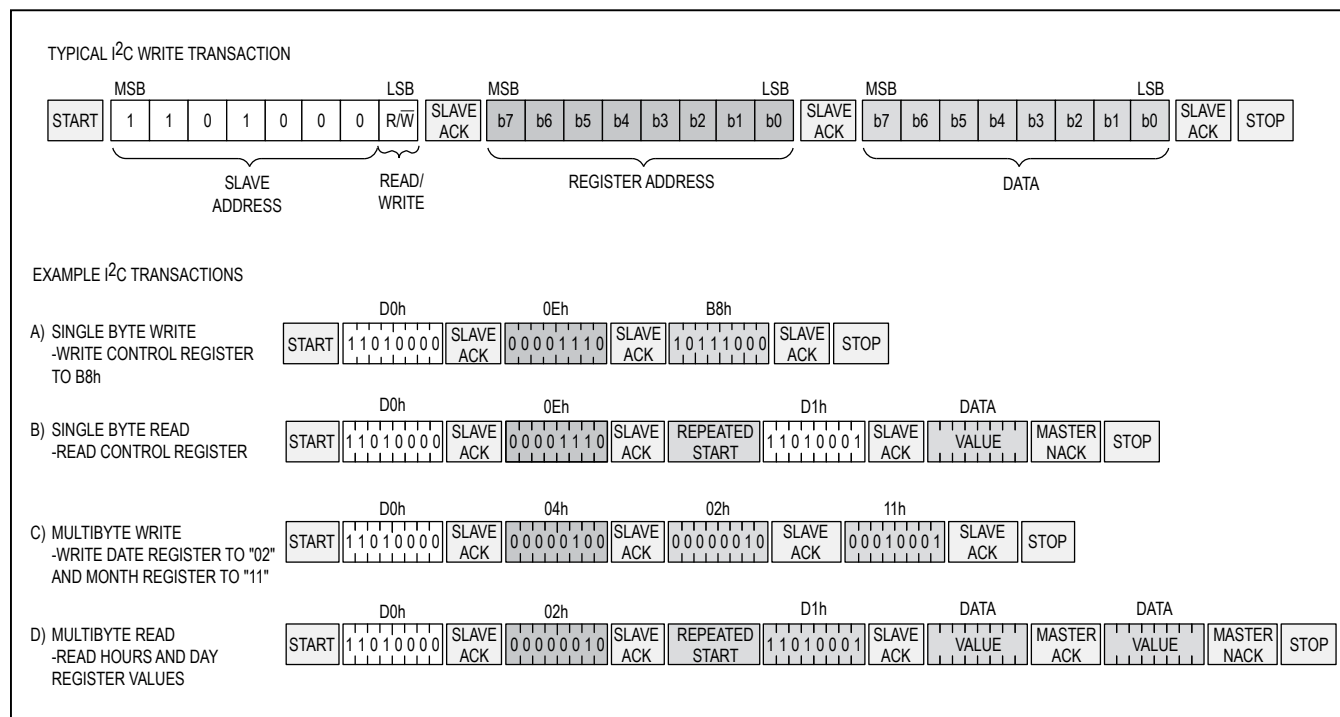 TYPICAL I2C WRITE TRANSACTION
MSB LSB MSB LSB MSB LSB
START 1 1 0 1 0 0 0 R/W̅ SLAVE ACK b7 b6 b5 b4 b3 b2 b1 b0 SLAVE ACK b7 b6 b5 b4 b3 b2 b1 b0 SLAVE ACK STOP
SLAVE ADDRESS READ/WRITE REGISTER ADDRESS DATA
EXAMPLE I2C TRANSACTIONS
D0h 0Eh B8h
A) SINGLE BYTE WRITE
-WRITE CONTROL REGISTER
TO B8h
START 11010000 SLAVE ACK 00001110 SLAVE ACK 10111000 SLAVE ACK STOP
D0h 0Eh D1h DATA
B) SINGLE BYTE READ
-READ CONTROL REGISTER
START 11010000 SLAVE ACK 00001110 SLAVE ACK REPEATED START 11010001 SLAVE ACK VALUE MASTER NACK STOP
D0h 04h 02h 11h
C) MULTIBYTE WRITE
-WRITE DATE REGISTER TO "02"
AND MONTH REGISTER TO "11"
START 11010000 SLAVE ACK 00000100 SLAVE ACK 00000010 SLAVE ACK 00010001 SLAVE ACK STOP
D0h 02h D1h DATA DATA
D) MULTIBYTE READ
-READ HOURS AND DAY
REGISTER VALUES
START 11010000 SLAVE ACK 00000010 SLAVE ACK REPEATED START 11010001 SLAVE ACK VALUE MASTER ACK VALUE MASTER NACK STOP